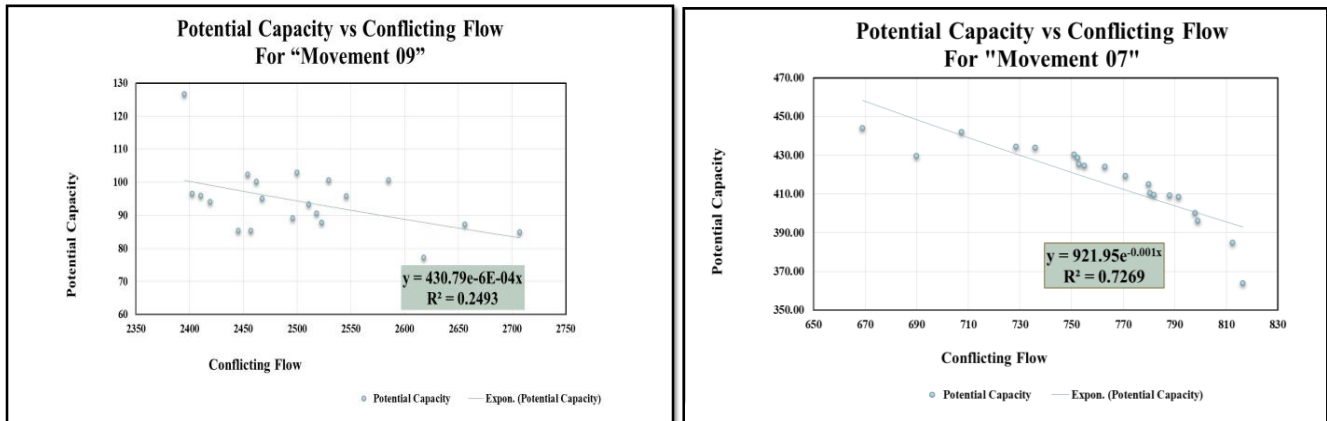 Potential Capacity vs Conflicting Flow
For “Movement 09”
130
120
110
100
90
80
70
60
Potential Capacity
y = 430.79e-6E-04x
R² = 0.2493
2350
2400
2450
2500
2550
2600
2650
2700
2750
Conflicting Flow
Potential Capacity
Expon. (Potential Capacity)
Potential Capacity vs Conflicting Flow
For "Movement 07"
470.00
450.00
430.00
410.00
390.00
370.00
350.00
Potential Capacity
y = 921.95e-0.001x
R² = 0.7269
650
670
690
710
730
750
770
790
810
830
Conflicting Flow
Potential Capacity
Expon. (Potential Capacity)